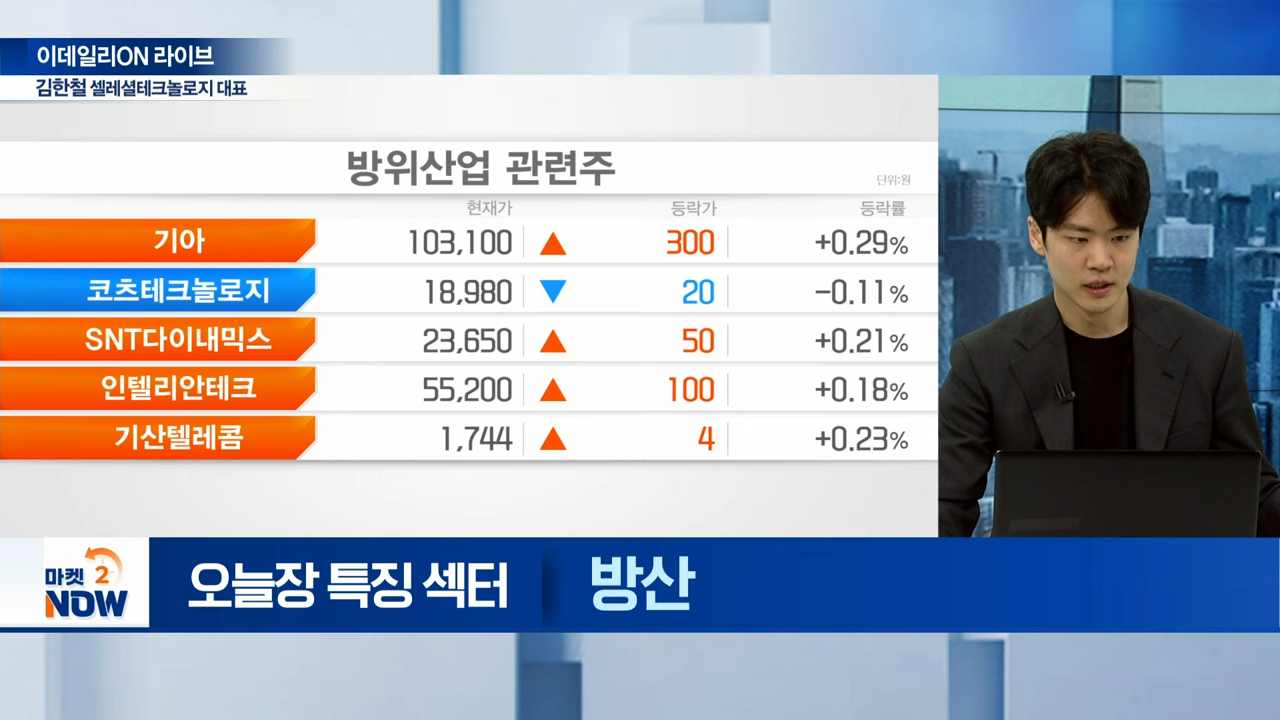 이데일리ON 라이브
김한철 셀레셜테크놀로지 대표
방위산업 관련주
단위:원
현재가 등락가 등락률
기아 103,100 ▲ 300 +0.29%
코츠테크놀로지 18,980 ▼ 20 -0.11%
SNT다이내믹스 23,650 ▲ 50 +0.21%
인텔리안테크 55,200 ▲ 100 +0.18%
기산텔레콤 1,744 ▲ 4 +0.23%
마켓 2
NOW
오늘장 특징 섹터 방산